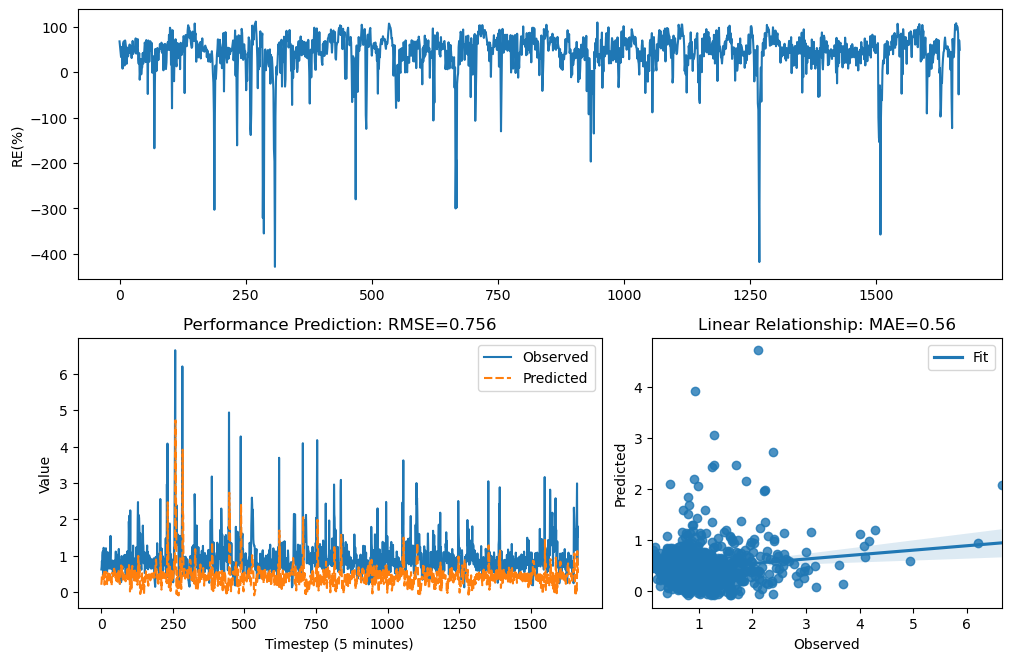 100
0
−100
−200
−300
−400
RE(%)
0 250 500 750 1000 1250 1500
Performance Prediction: RMSE=0.756
Observed
Predicted
6
5
4
3
2
1
0
Value
0 250 500 750 1000 1250 1500
Timestep (5 minutes)
Linear Relationship: MAE=0.56
Fit
4
3
2
1
0
Predicted
1 2 3 4 5 6
Observed